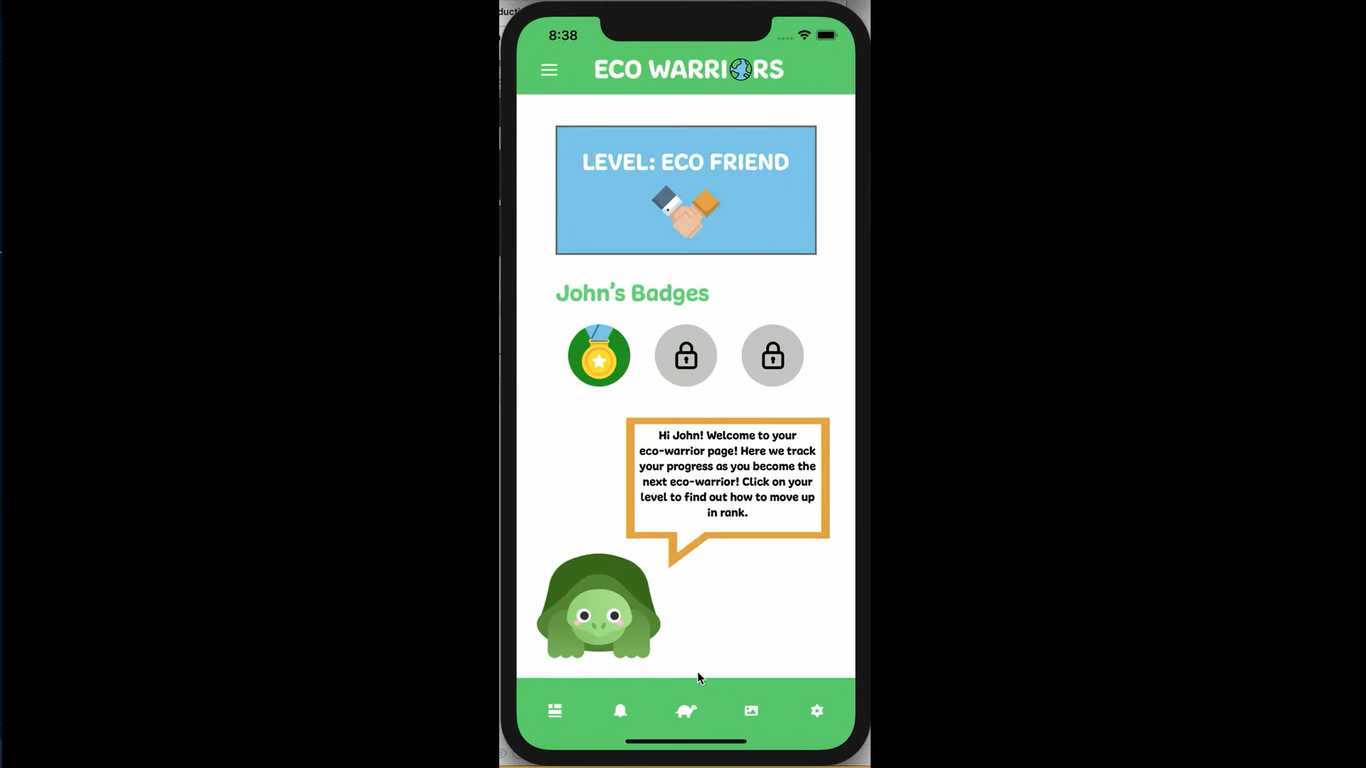 8:38
ECO WARRIORS
LEVEL: ECO FRIEND
John's Badges
Hi John! Welcome to your
eco-warrior page! Here we track
your progress as you become the
next eco-warrior! Click on your
level to find out how to move up
in rank.